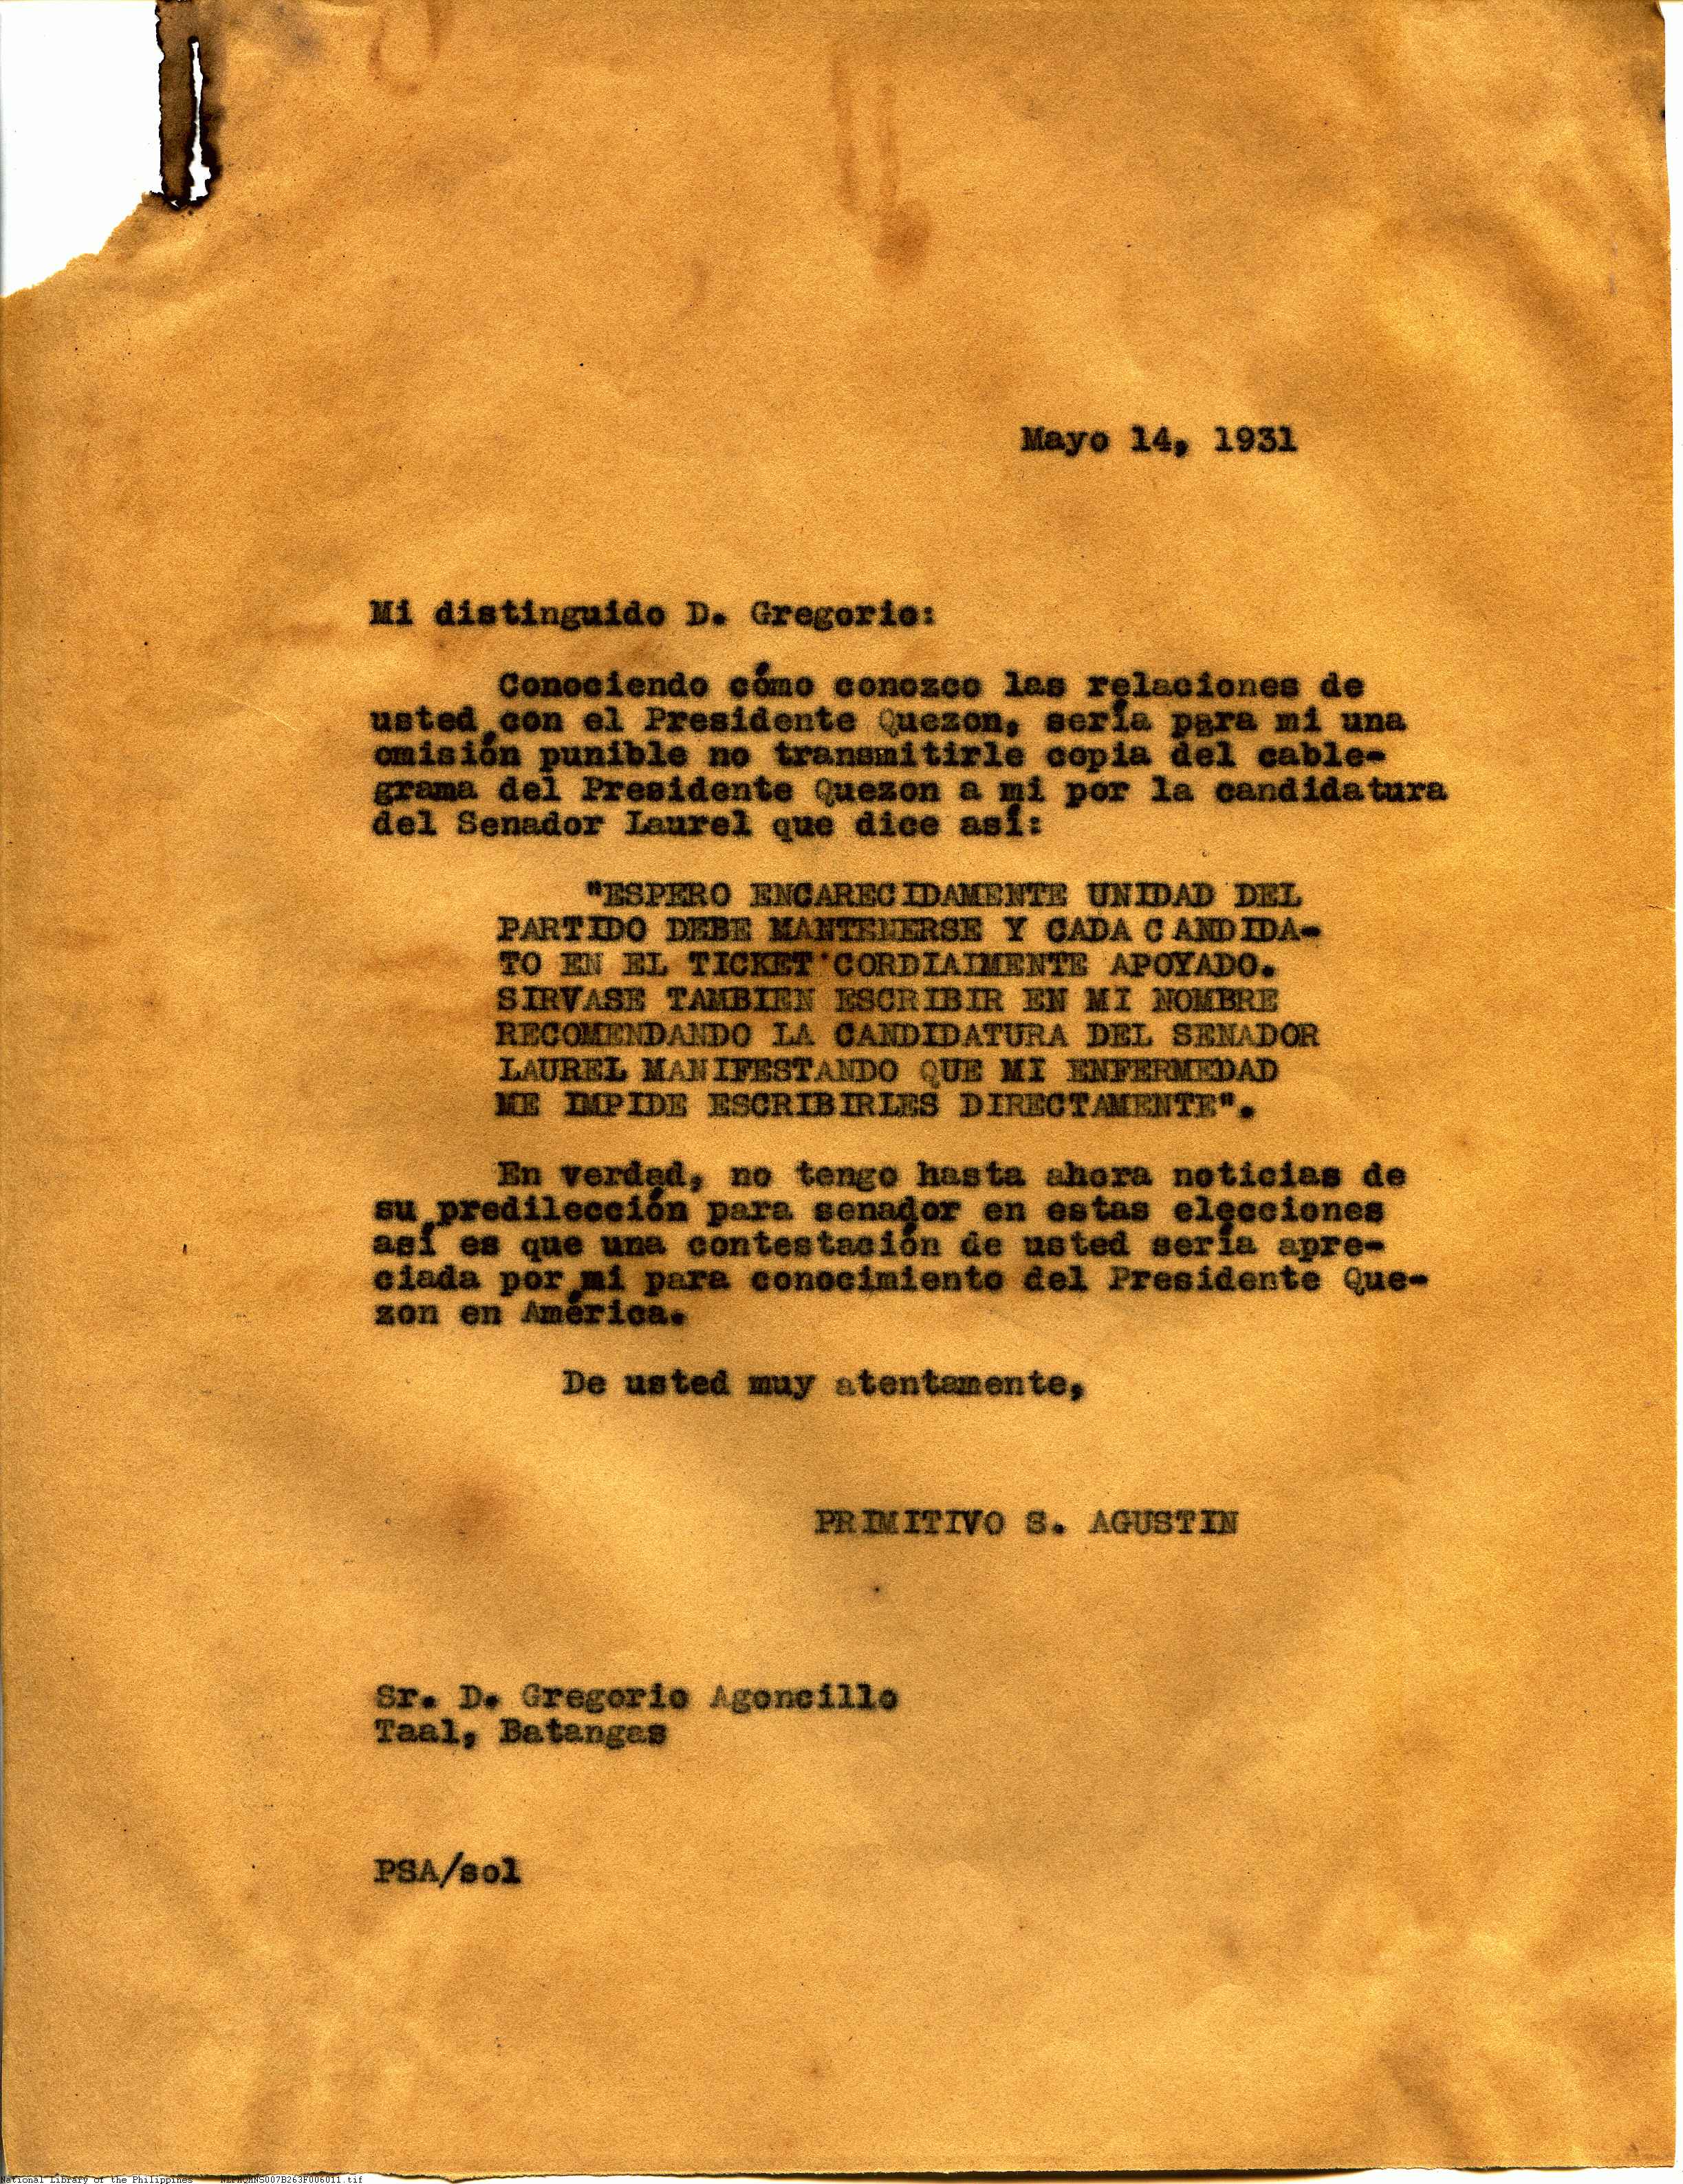 Mayo 14, 1931
Mi distinguido D. Gregorio:
Conociendo cómo conozco las relaciones de
usted con el Presidente Quezon, sería para mi una
omisión punible no transmitirle copia del cable-
grama del Presidente Quezon a mí por la candidatura
del Senador Laurel que dice así:
"ESPERO ENCARECIDAMENTE UNIDAD DEL
PARTIDO DEBE MANTENERSE Y CADA CANDIDA-
TO EN EL TICKET CORDIALMENTE APOYADO.
SIRVASE TAMBIEN ESCRIBIR EN MI NOMBRE
RECOMENDANDO LA CANDIDATURA DEL SENADOR
LAUREL MANIFESTANDO QUE MI ENFERMEDAD
ME IMPIDE ESCRIBIRLES DIRECTAMENTE".
En verdad, no tengo hasta ahora noticias de
su predilección para senador en estas elecciones
así es que una contestación de usted sería apre-
ciada por mi para conocimiento del Presidente Que-
zon en América.
De usted muy atentamente,
PRIMITIVO S. AGUSTIN
Sr. D. Gregorio Agoncillo
Taal, Batangas
PSA/sol
National Library of the Philippines